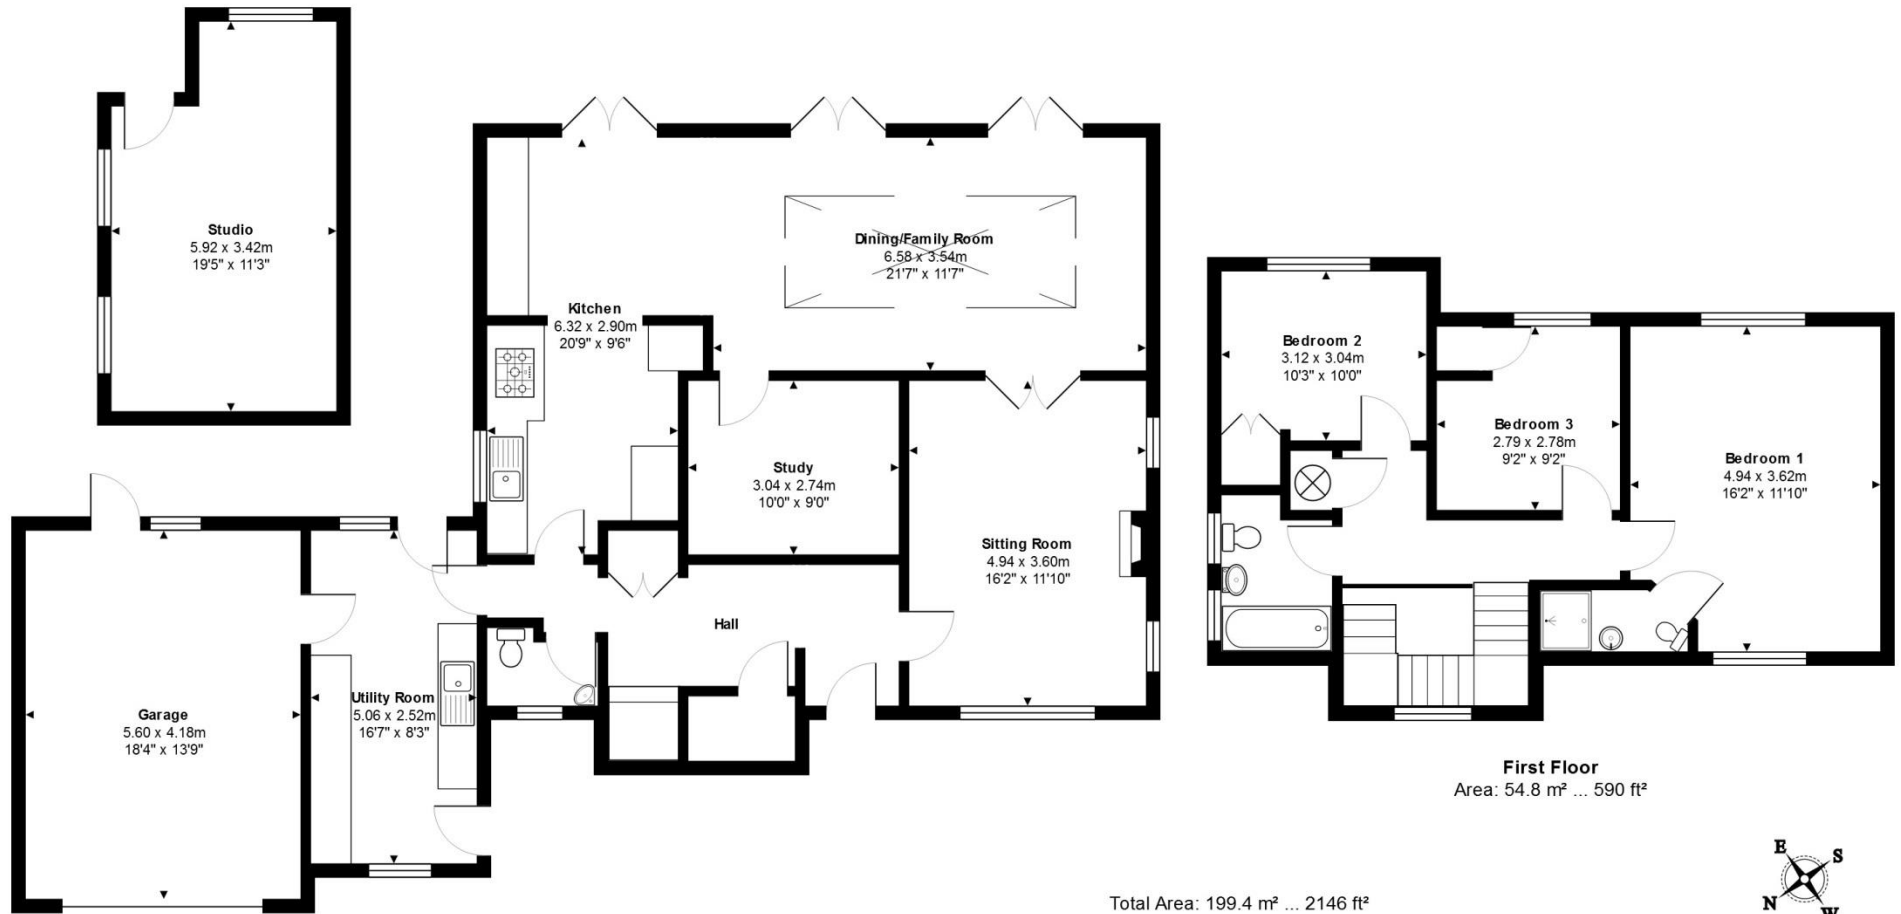 Studio
5.92 x 3.42m
19'5" x 11'3"
Dining/Family Room
6.58 x 3.54m
21'7" x 11'7"
Kitchen
6.32 x 2.90m
20'9" x 9'6"
Study
3.04 x 2.74m
10'0" x 9'0"
Sitting Room
4.94 x 3.60m
16'2" x 11'10"
Hall
Utility Room
5.06 x 2.52m
16'7" x 8'3"
Garage
5.60 x 4.18m
18'4" x 13'9"
Bedroom 2
3.12 x 3.04m
10'3" x 10'0"
Bedroom 3
2.79 x 2.78m
9'2" x 9'2"
Bedroom 1
4.94 x 3.62m
16'2" x 11'10"
First Floor
Area: 54.8 m² ... 590 ft²
Total Area: 199.4 m² ... 2146 ft²
E
S
N
W